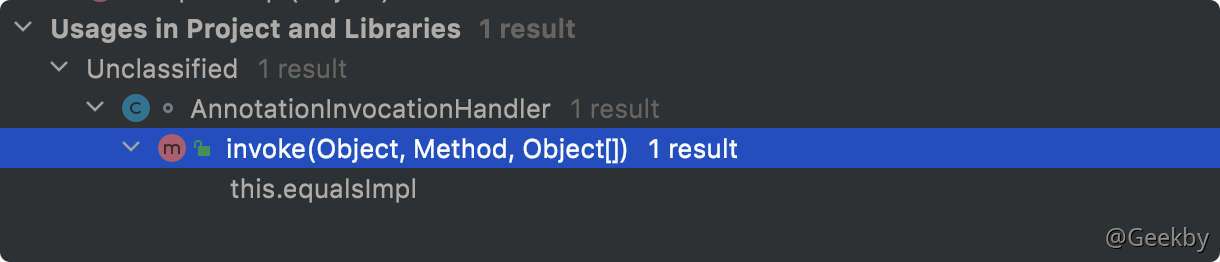 Usages in Project and Libraries 1 result
Unclassified 1 result
C AnnotationInvocationHandler 1 result
m invoke(Object, Method, Object[]) 1 result
this.equalsImpl
@Geekby